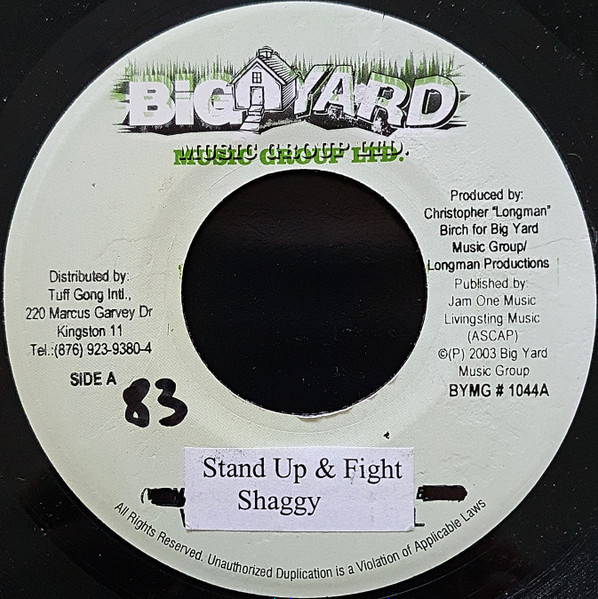 BiG YARD
MUSIC GROUP LTD.
Produced by:
Christopher "Longman"
Birch for Big Yard
Music Group/
Longman Productions
Published by:
Jam One Music
Livingsting Music
(ASCAP)
©(P) 2003 Big Yard
Music Group
BYMG # 1044A
Distributed by:
Tuff Gong Intl.,
220 Marcus Garvey Dr
Kingston 11
Tel.:(876) 923-9380-4
SIDE A
83
Stand Up & Fight
Shaggy
All Rights Reserved. Unauthorized Duplication is a Violation of Applicable Laws